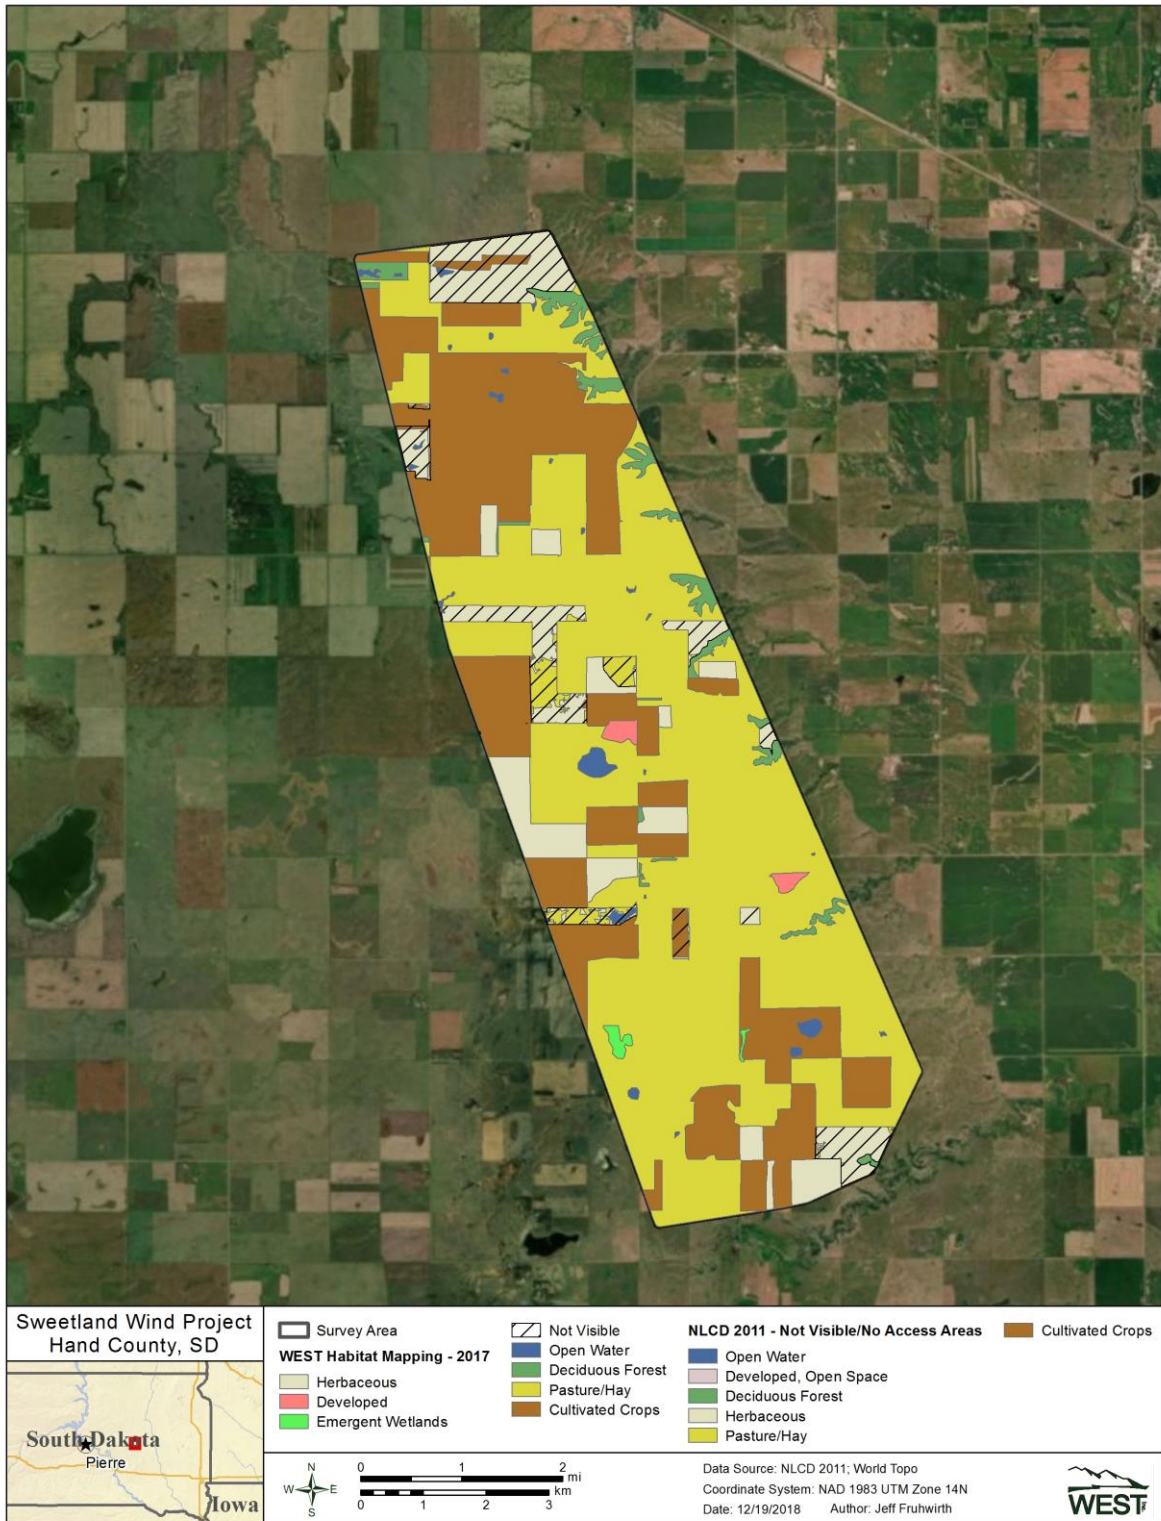 Sweetland Wind Project
Hand County, SD
South Dakota
Pierre
Iowa
Survey Area
WEST Habitat Mapping - 2017
Herbaceous
Developed
Emergent Wetlands
Not Visible
Open Water
Deciduous Forest
Pasture/Hay
Cultivated Crops
NLCD 2011 - Not Visible/No Access Areas
Open Water
Developed, Open Space
Deciduous Forest
Herbaceous
Pasture/Hay
Cultivated Crops
N
W E
S
0 1 2
mi
km
0 1 2 3
Data Source: NLCD 2011; World Topo
Coordinate System: NAD 1983 UTM Zone 14N
Date: 12/19/2018 Author: Jeff Fruhwirth
WEST